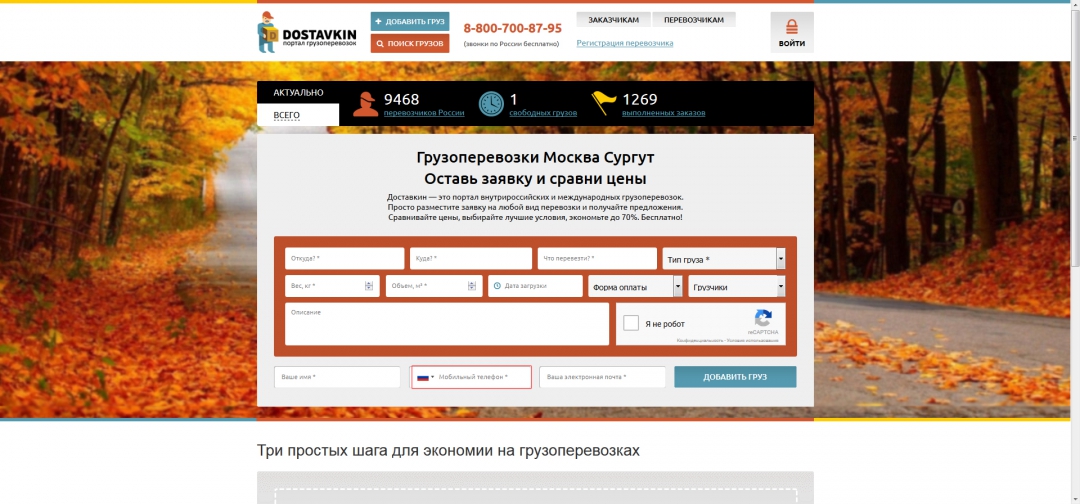 DOSTAVKIN
портал грузоперевозок
ДОБАВИТЬ ГРУЗ
ПОИСК ГРУЗОВ
8-800-700-87-95
(звонки по России бесплатно)
ЗАКАЗЧИКАМ
ПЕРЕВОЗЧИКАМ
Регистрация перевозчика
ВОЙТИ
АКТУАЛЬНО
ВСЕГО
9468
перевозчиков России
1
свободных грузов
1269
выполненных заказов
Грузоперевозки Москва Сургут
Оставь заявку и сравни цены
Доставкин — это портал внутрироссийских и международных грузоперевозок.
Просто разместите заявку на любой вид перевозки и получайте предложения.
Сравнивайте цены, выбирайте лучшие условия, экономьте до 70%. Бесплатно!
Откуда? *
Куда? *
Что перевезти? *
Тип груза *
Вес, кг *
Объем, м³ *
Дата загрузки
Форма оплаты
Грузчики
Описание
Я не робот
reCAPTCHA
Конфиденциальность - Условия использования
Ваше имя *
Мобильный телефон *
Ваша электронная почта *
ДОБАВИТЬ ГРУЗ
Три простых шага для экономии на грузоперевозках